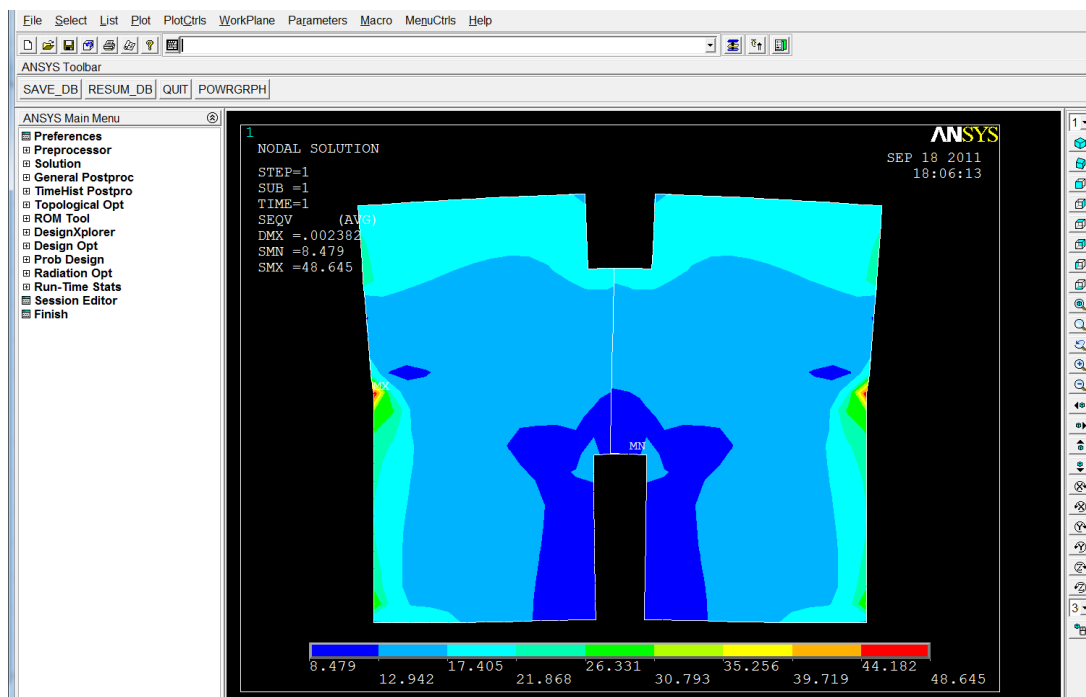 File Select List Plot PlotCtrls WorkPlane Parameters Macro MenuCtrls Help
ANSYS Toolbar
SAVE_DB RESUM_DB QUIT POWRGRPH
ANSYS Main Menu
Preferences
Preprocessor
Solution
General Postproc
TimeHist Postpro
Topological Opt
ROM Tool
DesignXplorer
Design Opt
Prob Design
Radiation Opt
Run-Time Stats
Session Editor
Finish
1
NODAL SOLUTION
STEP=1
SUB =1
TIME=1
SEQV (AVG)
DMX =.002382
SMN =8.479
SMX =48.645
ANSYS
SEP 18 2011
18:06:13
MX
MN
8.479 17.405 26.331 35.256 44.182
12.942 21.868 30.793 39.719 48.645
1
3